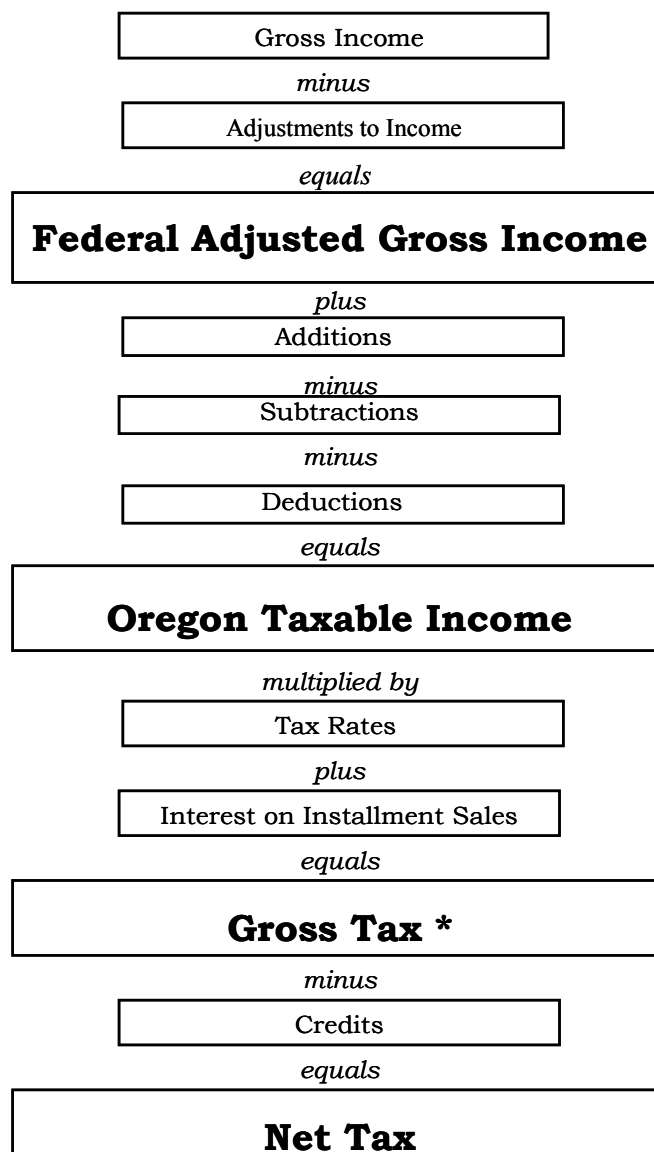 Gross Income
minus
Adjustments to Income
equals
Federal Adjusted Gross Income
plus
Additions
minus
Subtractions
minus
Deductions
equals
Oregon Taxable Income
multiplied by
Tax Rates
plus
Interest on Installment Sales
equals
Gross Tax *
minus
Credits
equals
Net Tax